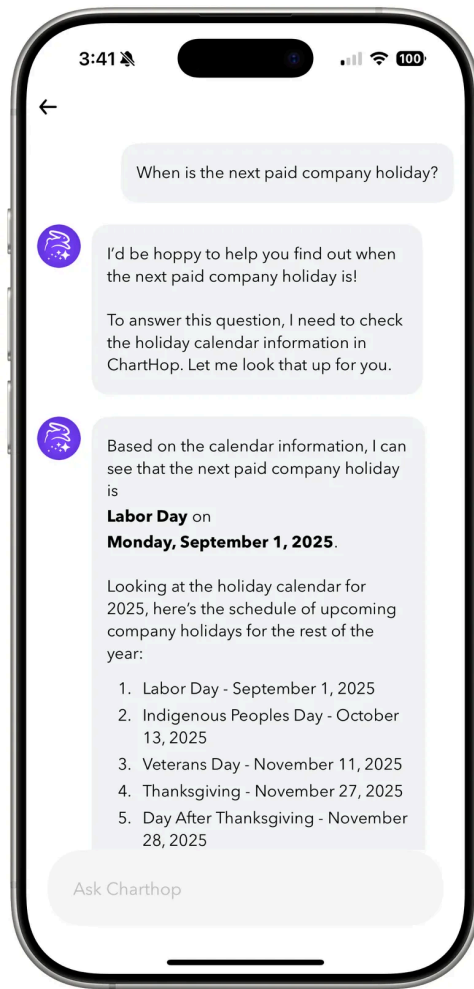 3:41
100
When is the next paid company holiday?
I'd be hoppy to help you find out when
the next paid company holiday is!
To answer this question, I need to check
the holiday calendar information in
ChartHop. Let me look that up for you.
Based on the calendar information, I can
see that the next paid company holiday
is
Labor Day on
Monday, September 1, 2025.
Looking at the holiday calendar for
2025, here's the schedule of upcoming
company holidays for the rest of the
year:
1. Labor Day - September 1, 2025
2. Indigenous Peoples Day - October
13, 2025
3. Veterans Day - November 11, 2025
4. Thanksgiving - November 27, 2025
5. Day After Thanksgiving - November
28, 2025
Ask Charthop